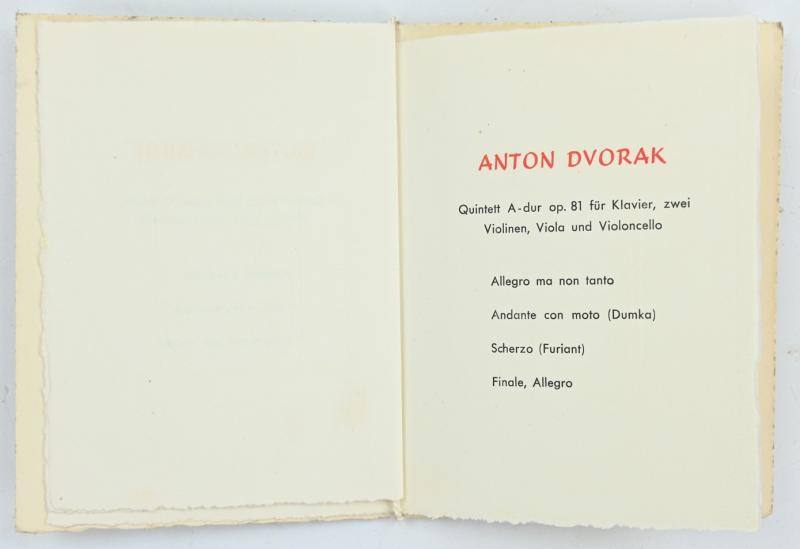 ANTON DVORAK
Quintett A-dur op. 81 für Klavier, zwei
Violinen, Viola und Violoncello
Allegro ma non tanto
Andante con moto (Dumka)
Scherzo (Furiant)
Finale, Allegro